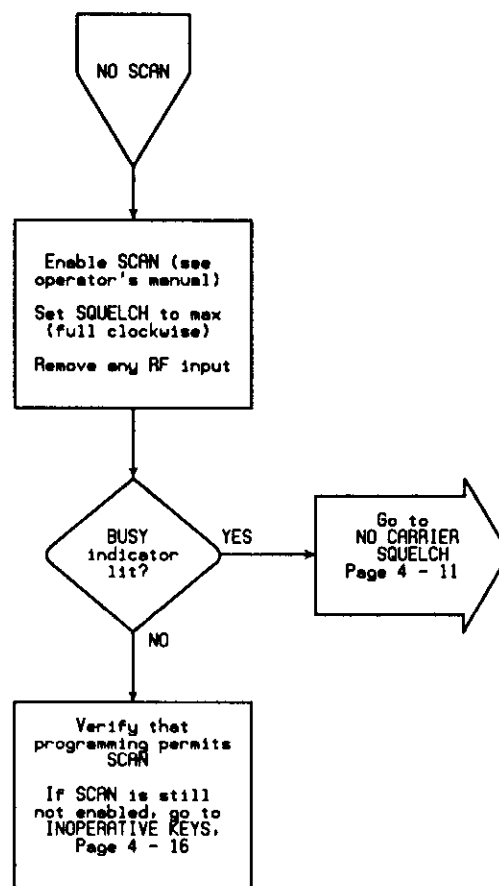 NO SCAN
Enable SCAN (see
operator's manual)
Set SQUELCH to max
(full clockwise)
Remove any RF input
BUSY
indicator
lit?
YES
Go to
NO CARRIER
SQUELCH
Page 4 - 11
NO
Verify that
programming permits
SCAN
If SCAN is still
not enabled, go to
INOPERATIVE KEYS,
Page 4 - 16